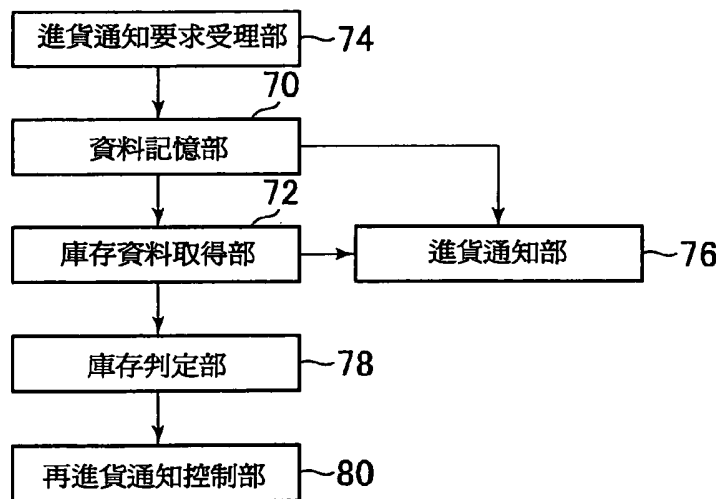 進貨通知要求受理部
74
70
資料記憶部
72
庫存資料取得部
進貨通知部
76
庫存判定部
78
再進貨通知控制部
80